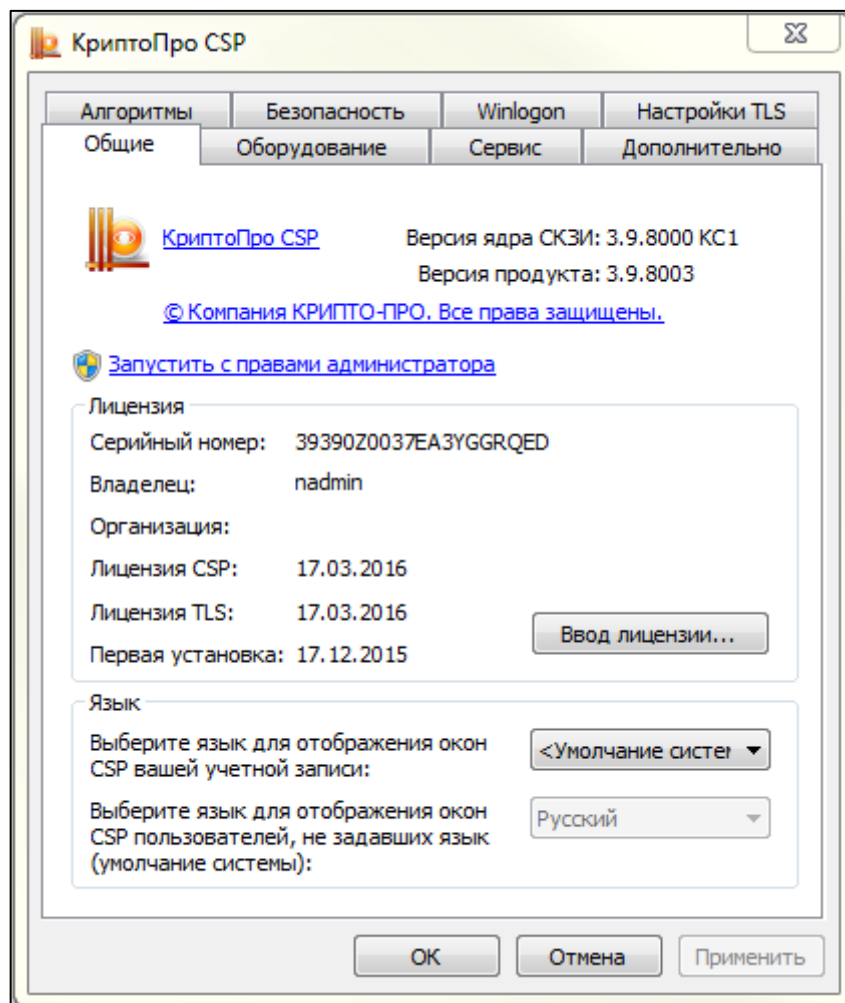 КриптоПро CSP
Алгоритмы Безопасность Winlogon Настройки TLS
Общие Оборудование Сервис Дополнительно
КриптоПро CSP Версия ядра СКЗИ: 3.9.8000 КС1
Версия продукта: 3.9.8003
© Компания КРИПТО-ПРО. Все права защищены.
Запустить с правами администратора
Лицензия
Серийный номер: 39390Z0037EA3YGGRQED
Владелец: nadmin
Организация:
Лицензия CSP: 17.03.2016
Лицензия TLS: 17.03.2016
Ввод лицензии...
Первая установка: 17.12.2015
Язык
Выберите язык для отображения окон
CSP вашей учетной записи:
<Умолчание систе
Выберите язык для отображения окон
CSP пользователей, не задавших язык
(умолчание системы):
Русский
ОК Отмена Применить